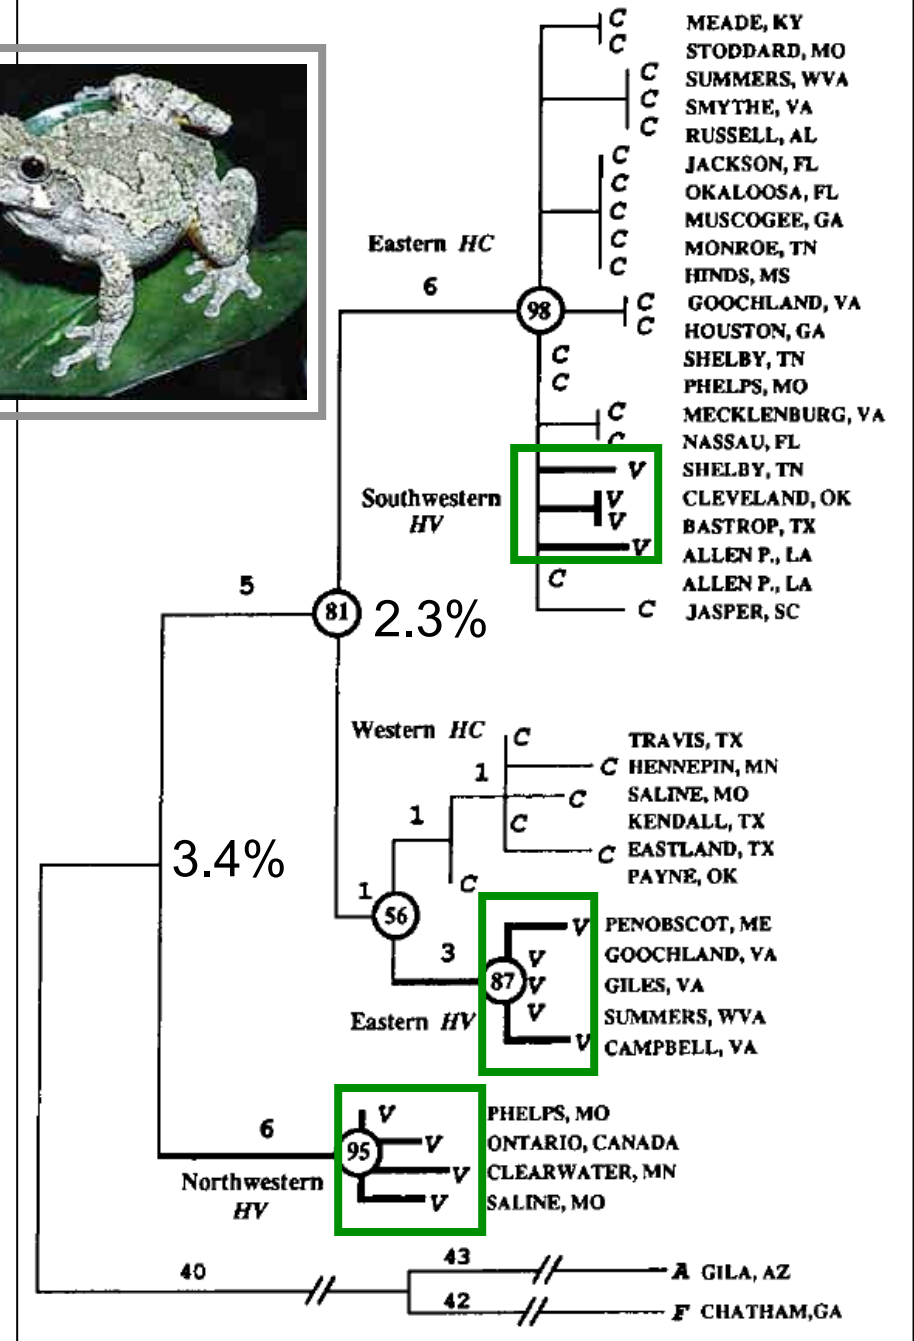 C MEADE, KY
C STODDARD, MO
C SUMMERS, WVA
C SMYTHE, VA
C RUSSELL, AL
C JACKSON, FL
C OKALOOSA, FL
C MUSCOGEE, GA
C MONROE, TN
C HINDS, MS
Eastern HC
6
98
C GOOCHLAND, VA
C HOUSTON, GA
C SHELBY, TN
C PHELPS, MO
C MECKLENBURG, VA
C NASSAU, FL
Southwestern
HV
V SHELBY, TN
V CLEVELAND, OK
V BASTROP, TX
V ALLEN P., LA
C ALLEN P., LA
C JASPER, SC
5
81
2.3%
Western HC
C TRAVIS, TX
1
C HENNEPIN, MN
C SALINE, MO
1
C KENDALL, TX
C EASTLAND, TX
C PAYNE, OK
3.4%
1
56
3
87
Eastern HV
V PENOBSCOT, ME
V GOOCHLAND, VA
V GILES, VA
V SUMMERS, WVA
V CAMPBELL, VA
6
95
Northwestern
HV
V PHELPS, MO
V ONTARIO, CANADA
V CLEARWATER, MN
V SALINE, MO
40
43
A GILA, AZ
42
F CHATHAM,GA